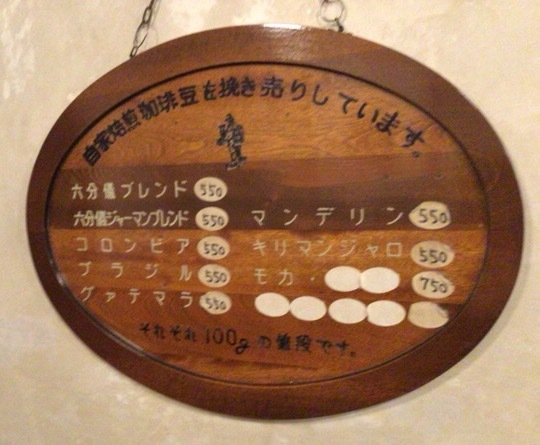 自家焙煎珈琲豆を挽き売りしています。
六分儀ブレンド 550
六分儀ジャーマンブレンド 550
コロンビア 550
ブラジル 550
グァテマラ 550
マンデリン 550
キリマンジャロ 550
モカ・ 750
それぞれ100gの値段です。